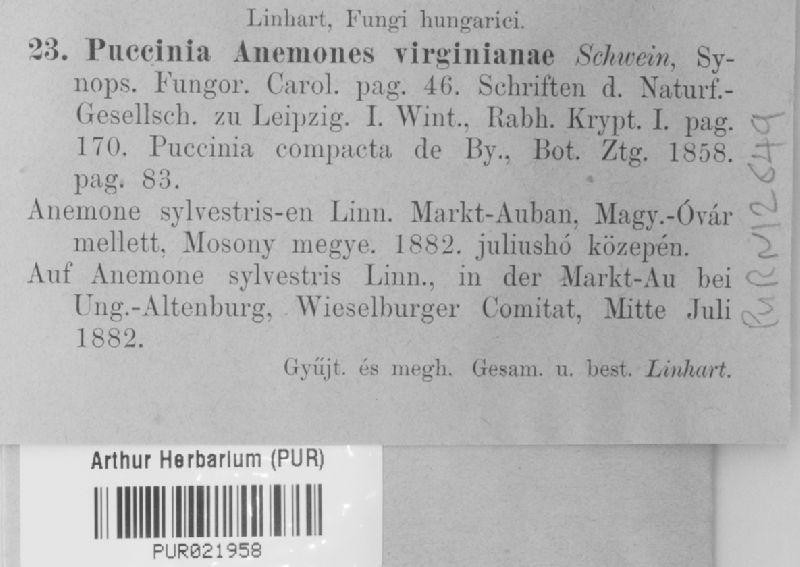 Linhart, Fungi hungarici.
23. Puccinia Anemones virginianae Schwein, Sy-
nops. Fungor. Carol. pag. 46. Schriften d. Naturf.-
Gesellsch. zu Leipzig. I. Wint., Rabh. Krypt. I. pag.
170. Puccinia compacta de By., Bot. Ztg. 1858.
pag. 83.
Anemone sylvestris-en Linn. Markt-Auban, Magy.-Óvár
mellett, Mosony megye. 1882. juliushó közepén.
Auf Anemone sylvestris Linn., in der Markt-Au bei
Ung.-Altenburg, Wieselburger Comitat, Mitte Juli
1882.
Gyűjt. és megh. Gesam. u. best. Linhart.
PURN12649
Arthur Herbarium (PUR)
PUR021958